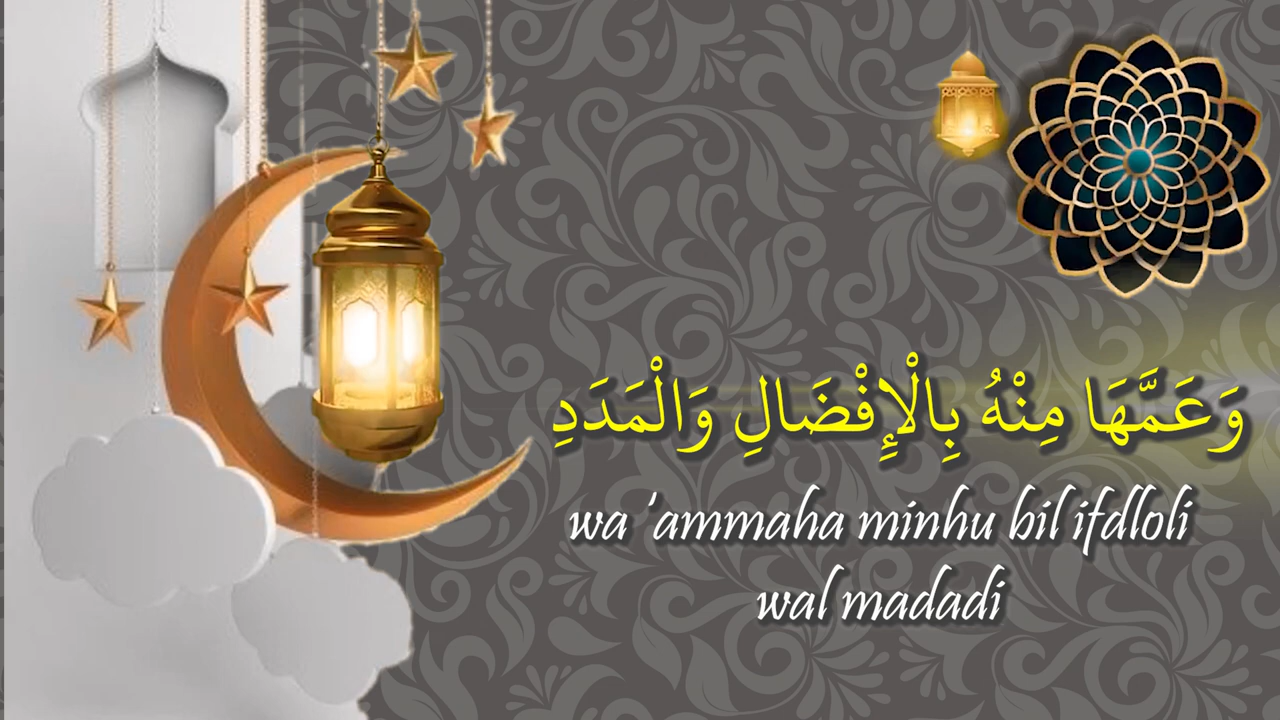 وَعَمَّهَا مِنْهُ بِالْإِفْضَالِ وَالْمَدَدِ
wa 'ammaha minhu bil ifdloli
wal madadi